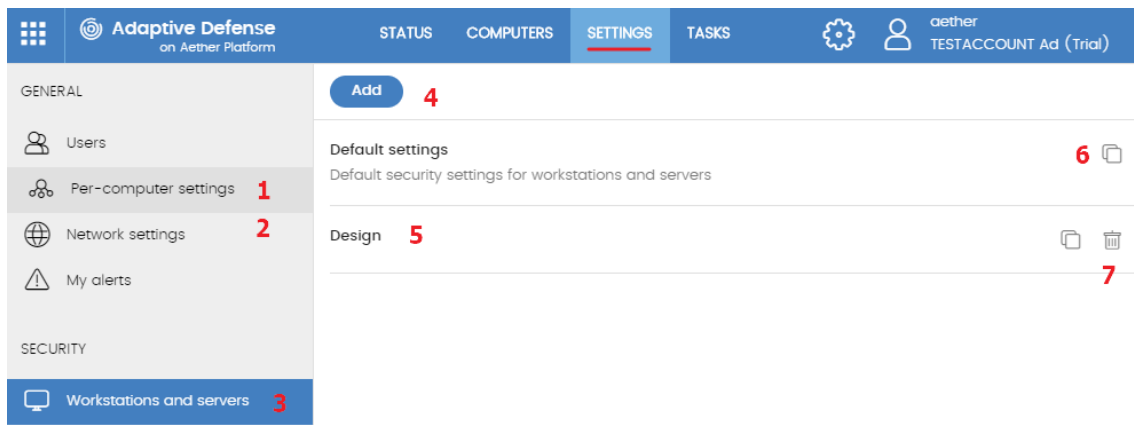 Adaptive Defense
on Aether Platform
STATUS COMPUTERS SETTINGS TASKS
aether
TESTACCOUNT Ad (Trial)
GENERAL
Users
Per-computer settings 1
Network settings 2
My alerts
SECURITY
Workstations and servers 3
Add 4
Default settings
Default security settings for workstations and servers
6
Design 5
7